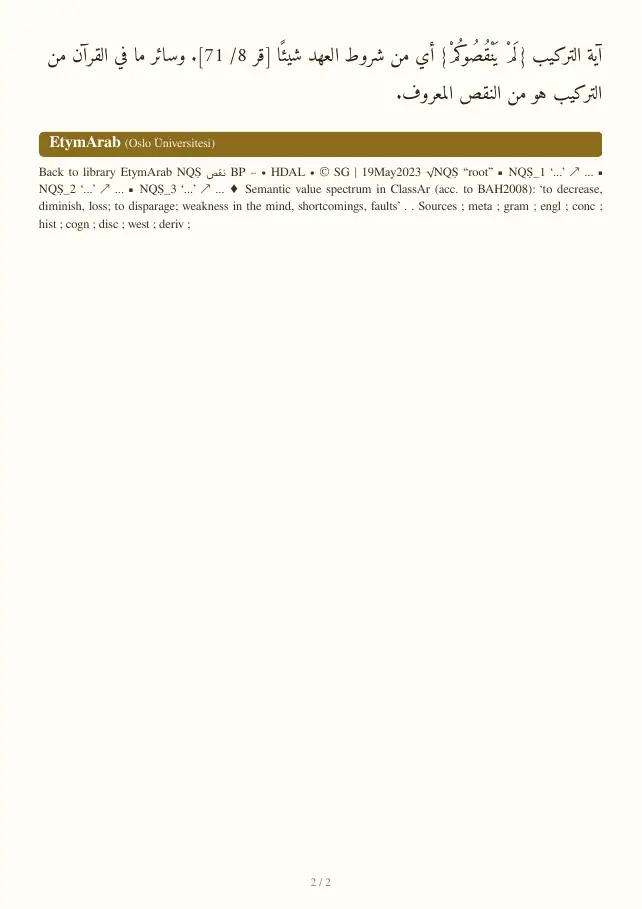 آية التركيب {لَمْ يَنْقُصُوكُمْ} أي من شروط العهد شيئًا [قر 8/ 71]. وسائر ما في القرآن من
التركيب هو من النقص المعروف.
EtymArab (Oslo Üniversitesi)
Back to library EtymArab NQṢ نقص BP – • HDAL • © SG | 19May2023 √NQṢ “root” ▪ NQṢ_1 ‘...’ ↗ ... ▪
NQṢ_2 ‘...’ ↗ ... ▪ NQṢ_3 ‘...’ ↗ ... ♦ Semantic value spectrum in ClassAr (acc. to BAH2008): ‘to decrease,
diminish, loss; to disparage; weakness in the mind, shortcomings, faults’ . . Sources ; meta ; gram ; engl ; conc ;
hist ; cogn ; disc ; west ; deriv ;
2 / 2